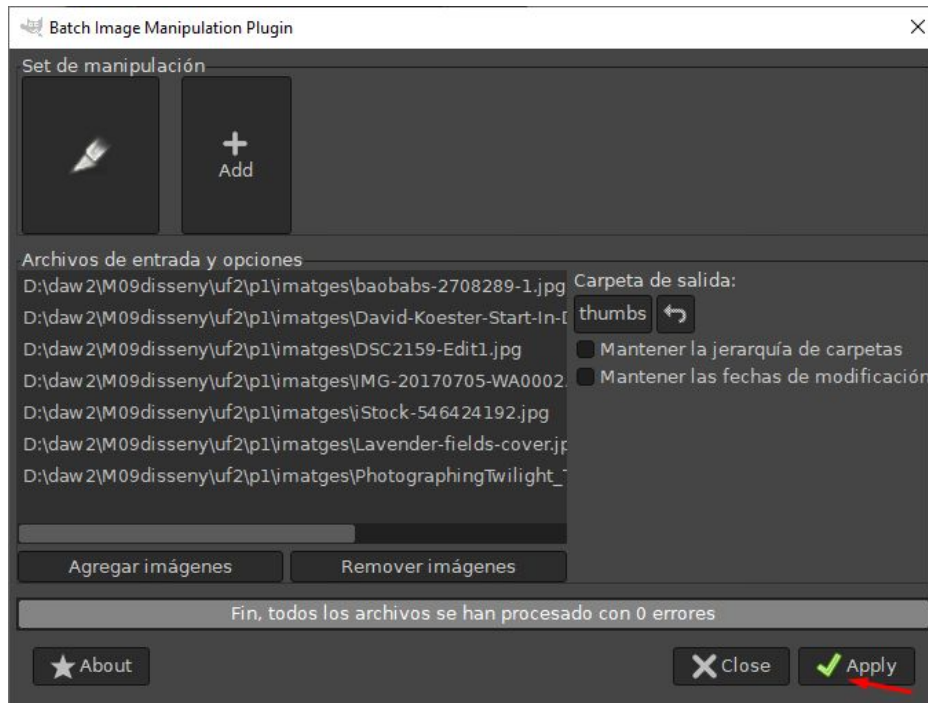 Batch Image Manipulation Plugin
Set de manipulación
Add
Archivos de entrada y opciones
D:\daw2\M09disseny\uf2\p1\imatges\baobabs-2708289-1.jpg
D:\daw2\M09disseny\uf2\p1\imatges\David-Koester-Start-In-D
D:\daw2\M09disseny\uf2\p1\imatges\DSC2159-Edit1.jpg
D:\daw2\M09disseny\uf2\p1\imatges\IMG-20170705-WA0002.
D:\daw2\M09disseny\uf2\p1\imatges\iStock-546424192.jpg
D:\daw2\M09disseny\uf2\p1\imatges\Lavender-fields-cover.jp
D:\daw2\M09disseny\uf2\p1\imatges\PhotographingTwilight_
Carpeta de salida:
thumbs
Mantener la jerarquía de carpetas
Mantener las fechas de modificación
Agregar imágenes
Remover imágenes
Fin, todos los archivos se han procesado con 0 errores
About
Close
Apply